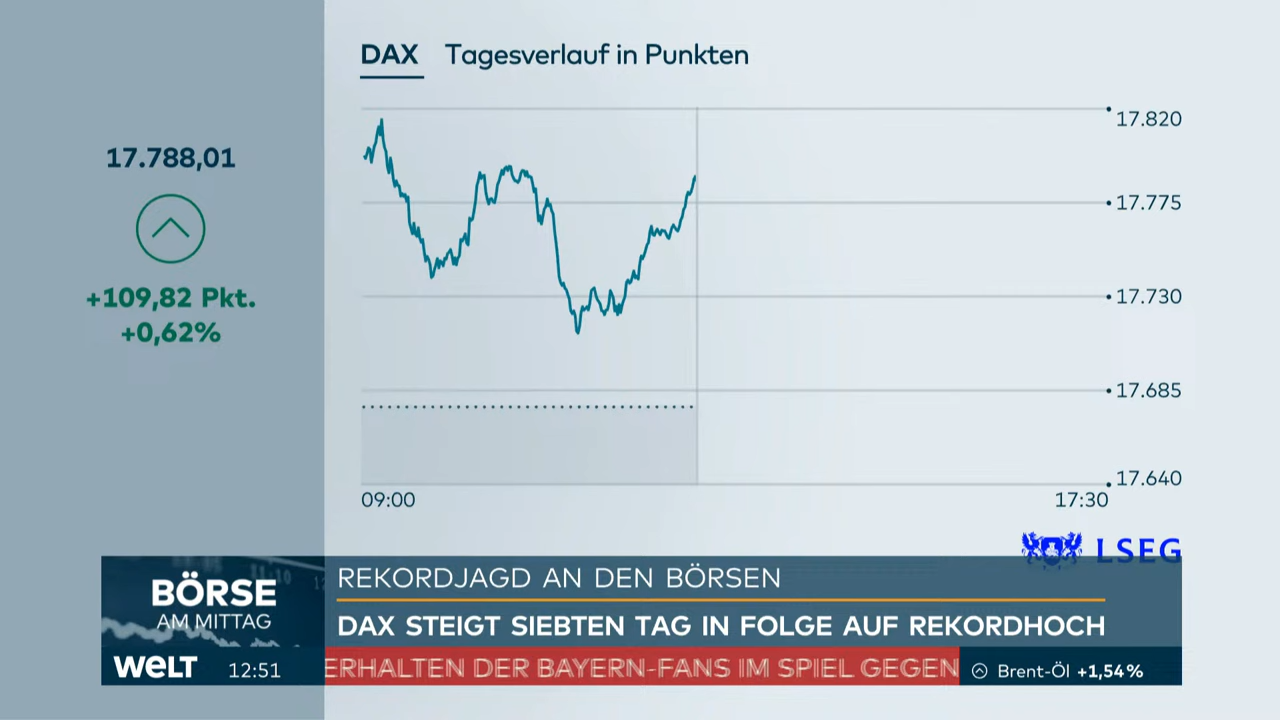 DAX Tagesverlauf in Punkten
17.788,01
+109,82 Pkt.
+0,62%
17.820
17.775
17.730
17.685
17.640
09:00 17:30
LSEG
BÖRSE
AM MITTAG
REKORDJAGD AN DEN BÖRSEN
DAX STEIGT SIEBTEN TAG IN FOLGE AUF REKORDHOCH
WELT 12:51 ERHALTEN DER BAYERN-FANS IM SPIEL GEGEN Brent-Öl +1,54%